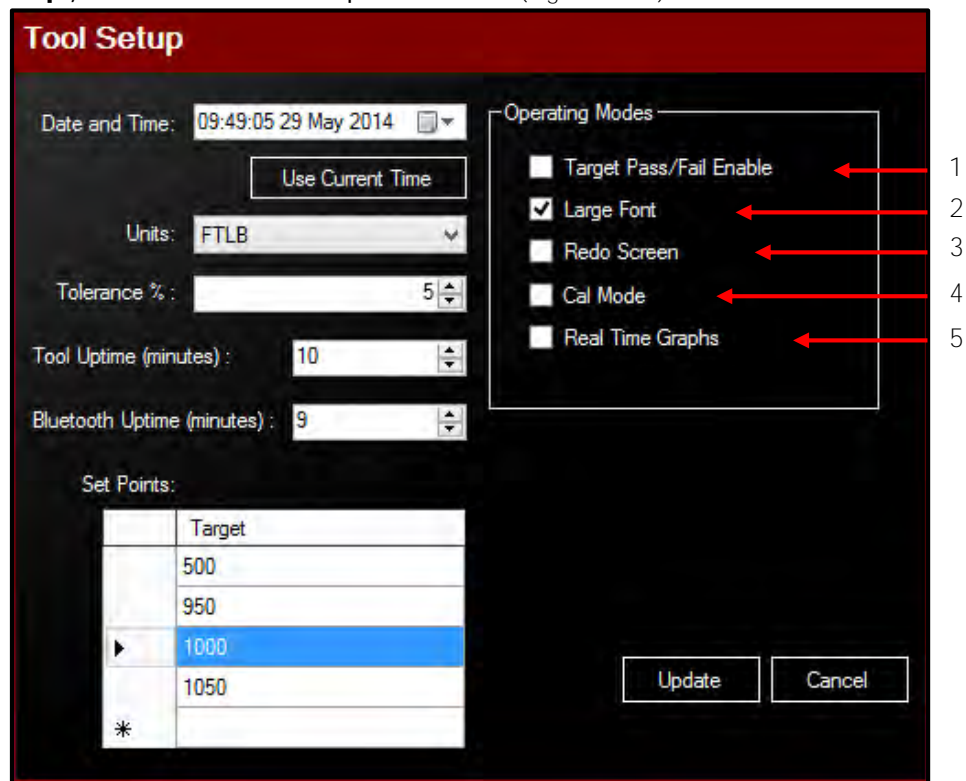 Tool Setup
Date and Time: 09:49:05 29 May 2014
Use Current Time
Units: FTLB
Tolerance % : 5
Tool Uptime (minutes) : 10
Bluetooth Uptime (minutes) : 9
Set Points:
Target
500
950
1000
1050
*
Operating Modes
Target Pass/Fail Enable 1
Large Font 2
Redo Screen 3
Cal Mode 4
Real Time Graphs 5
Update Cancel